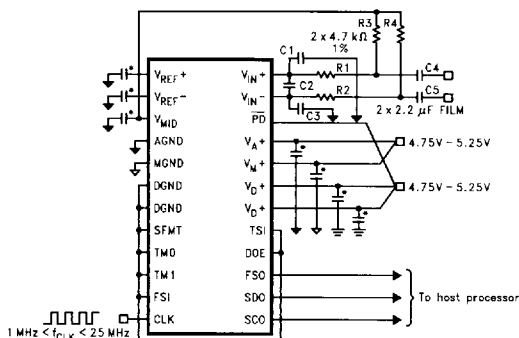 R3 R4
2 x 4.7 kΩ
1%
C1
R1
C4
C2
R2
C5
C3
2 x 2.2 μF FILM
VREF+
VREF-
VMID
AGND
MGND
DGND
DGND
SFMT
TM0
TM1
FSI
CLK
VIN+
VIN-
PD
VA+
VM+
VD+
VD+
TSI
DOE
FSO
SDO
SCO
4.75V - 5.25V
4.75V - 5.25V
To host processor
1 MHz < fCLK < 25 MHz
*
*
*
*
*
*
*